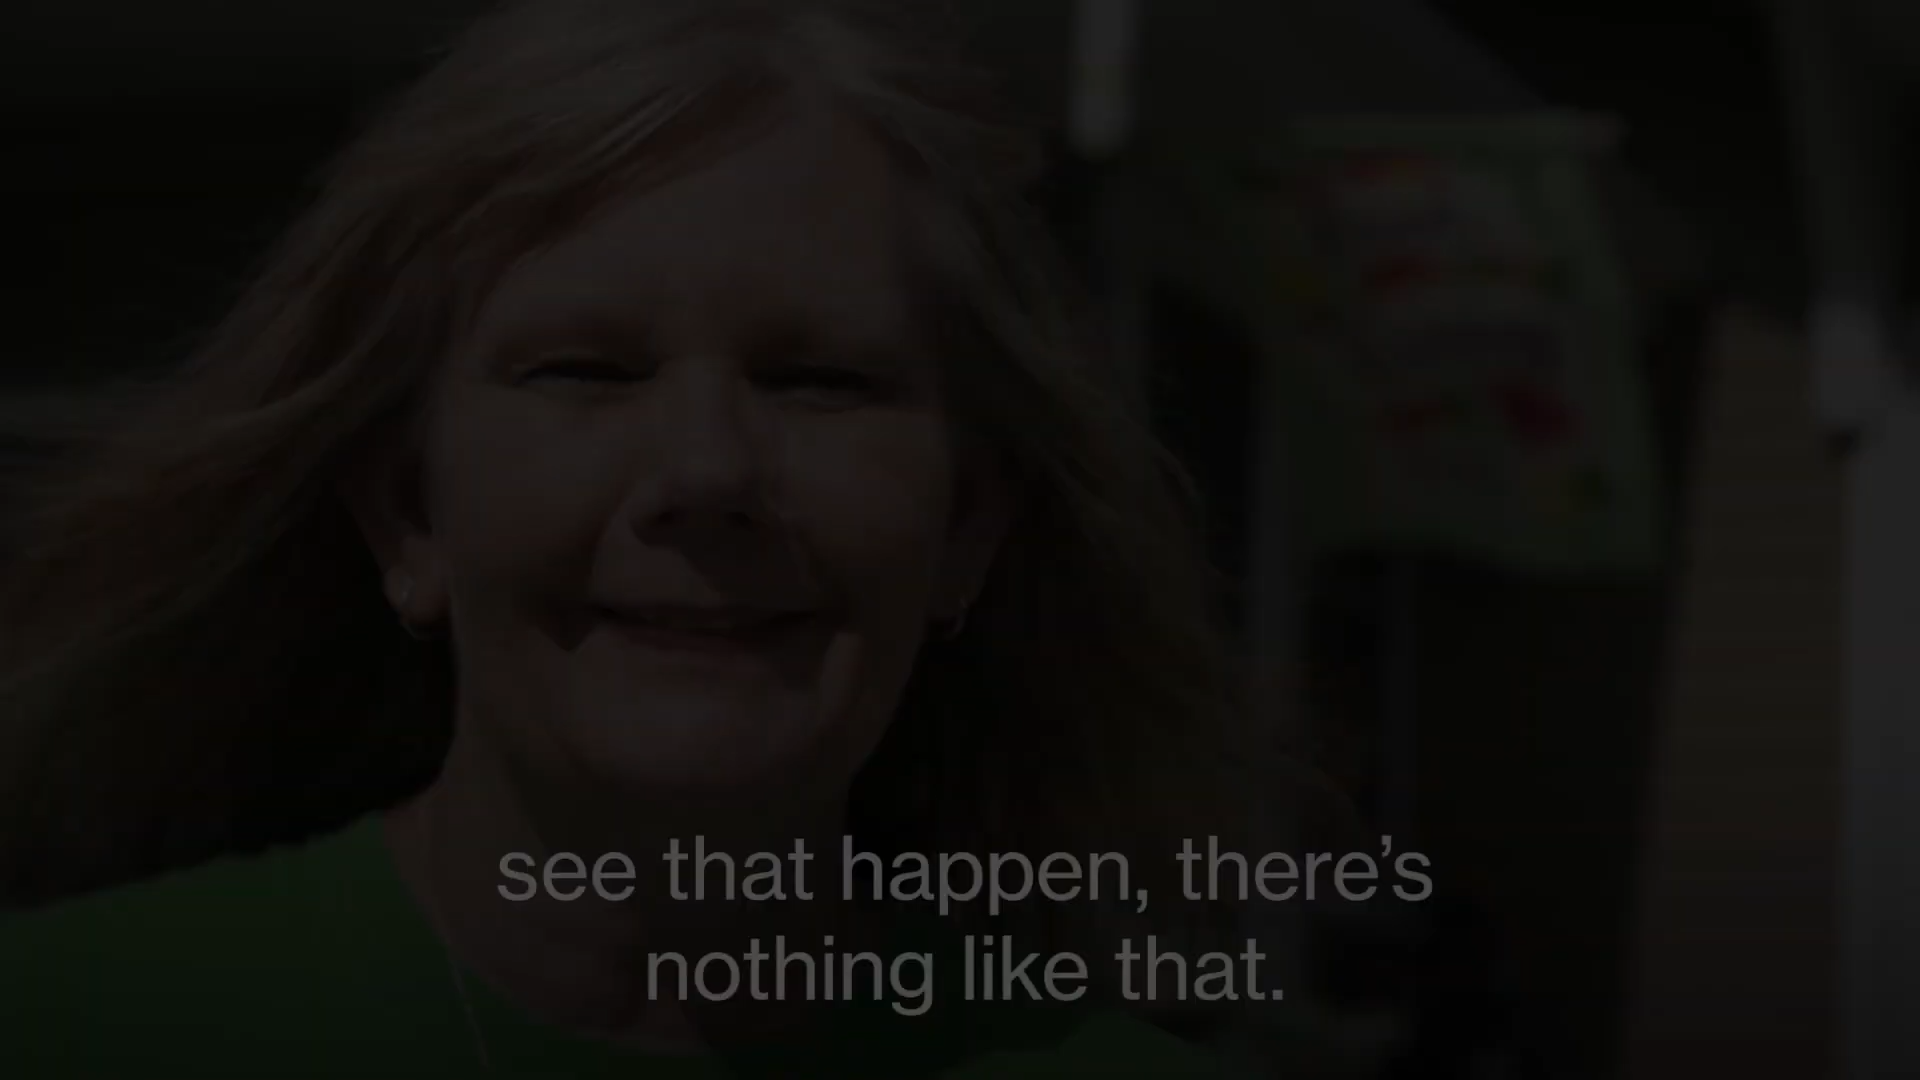 see that happen, there’s
nothing like that.